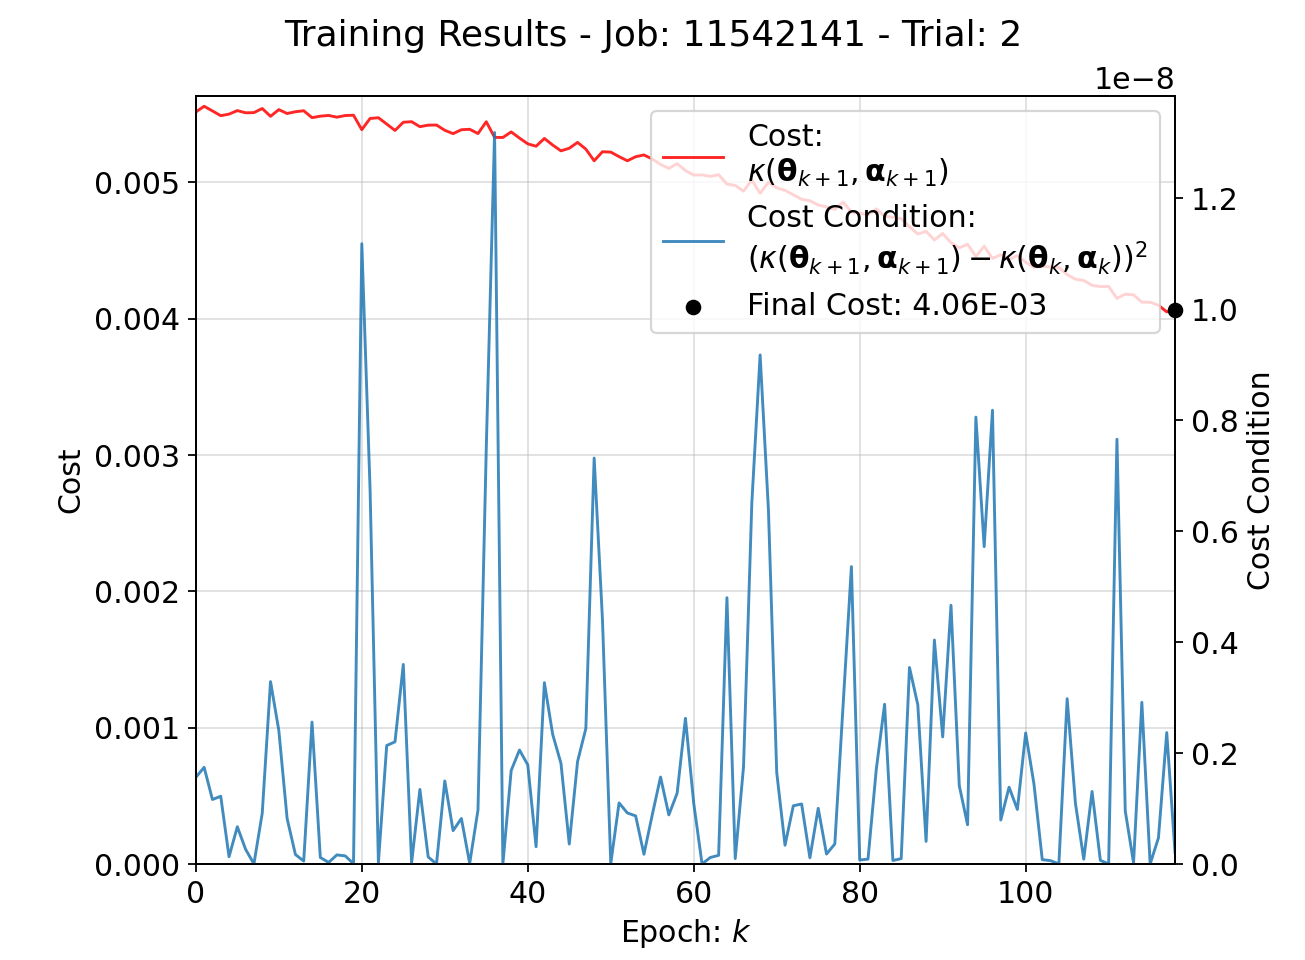 Training Results - Job: 11542141 - Trial: 2
1e−8
Cost:
κ(θ_{k+1}, α_{k+1})
Cost Condition:
(κ(θ_{k+1}, α_{k+1}) − κ(θ_k, α_k))²
Final Cost: 4.06E-03
0.005
0.004
0.003
0.002
0.001
0.000
Cost
1.2
1.0
0.8
0.6
0.4
0.2
0.0
Cost Condition
0 20 40 60 80 100
Epoch: k